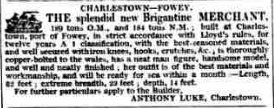 CHARLESTOWN—FOWEY.
THE splendid new Brigantine MERCHANT,
189 tons O.M., and 184 tons N.M.; built at Charles-
town, port of Fowey, in strict accordance with Lloyd's rules, for
twelve years A 1 classification, with the best seasoned materials,
and well secured with iron knees, hooks, crutches, &c.; is thoroughly
copper-bolted to the wales, has a neat man figure, handsome model,
and well and neatly finished; her outfit is of the best materials and
workmanship, and will be ready for sea within a month :—Length,
82 feet; extreme breadth, 22 feet; depth, 14 feet.
For further particulars apply to the Builder,
ANTHONY LUKE, Charlestown.